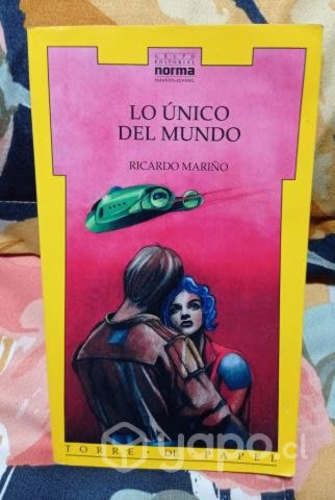 GRUPO
EDITORIAL
norma
LO ÚNICO
DEL MUNDO
RICARDO MARIÑO
yapo.cl
TORRE DE PAPEL